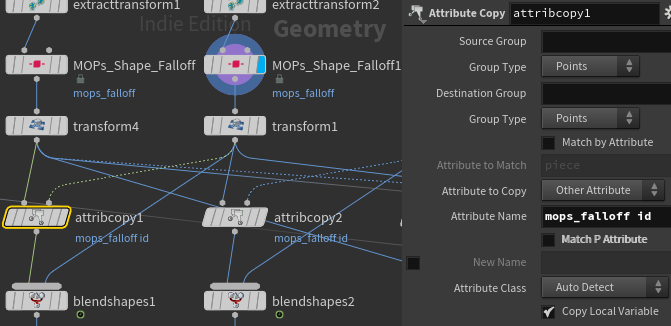 extracttransform1
extracttransform2
Indie Edition
Geometry
MOPs_Shape_Falloff
mops_falloff
MOPs_Shape_Falloff1
mops_falloff
transform4
transform1
attribcopy1
mops_falloff id
attribcopy2
mops_falloff id
blendshapes1
blendshapes2
Attribute Copy attribcopy1
Source Group
Group Type Points
Destination Group
Group Type Points
Match by Attribute
Attribute to Match piece
Attribute to Copy Other Attribute
Attribute Name mops_falloff id
Match P Attribute
New Name
Attribute Class Auto Detect
Copy Local Variable